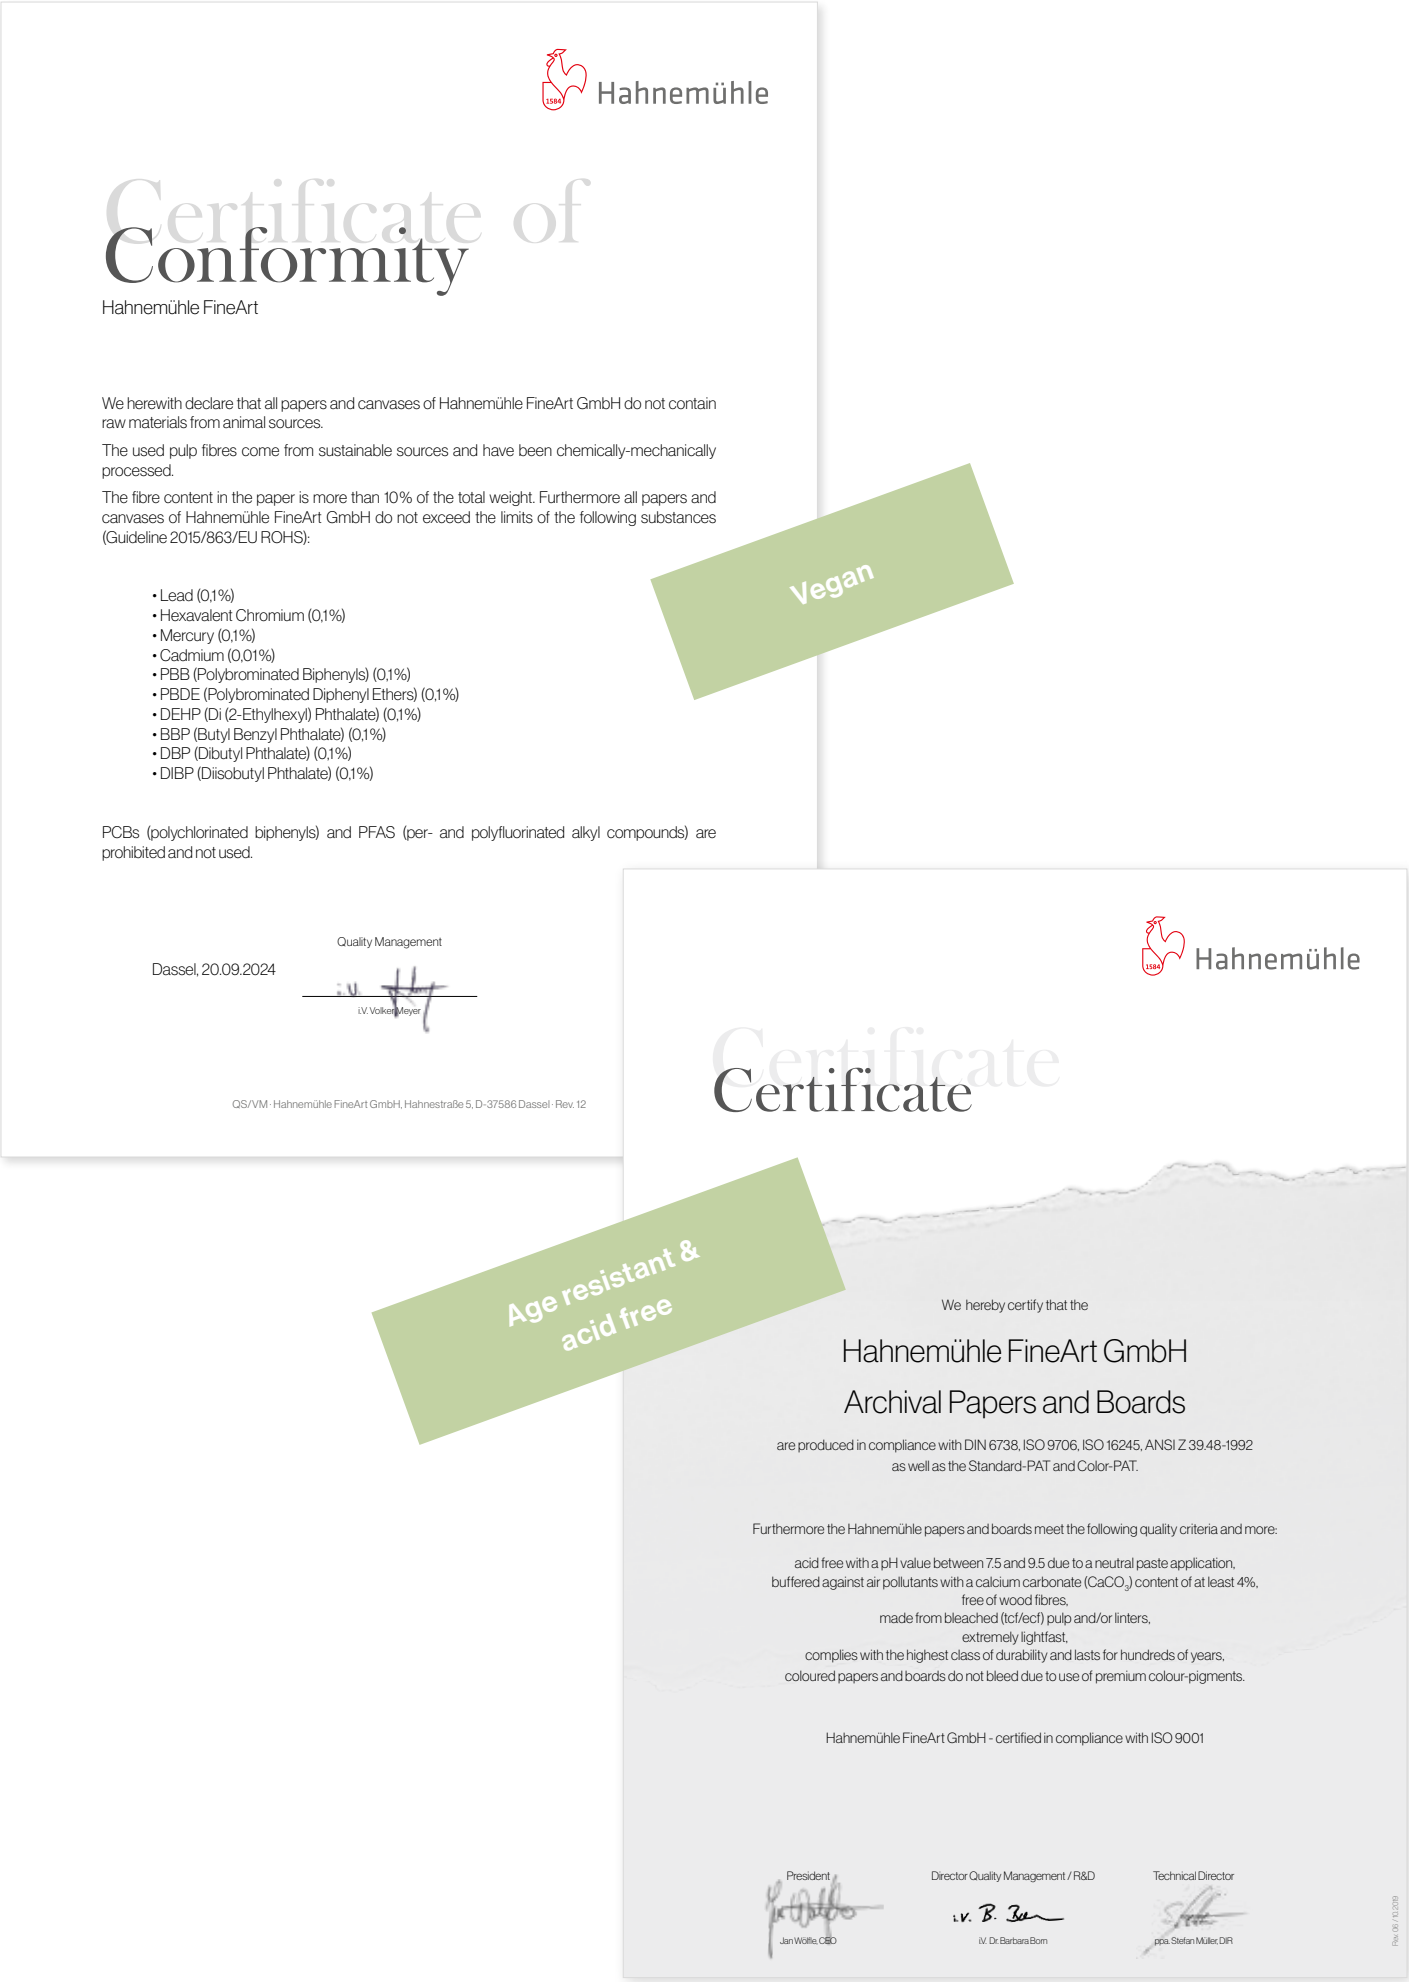 1584
Hahnemühle
Certificate of
Conformity
Hahnemühle FineArt
We herewith declare that all papers and canvases of Hahnemühle FineArt GmbH do not contain
raw materials from animal sources.
The used pulp fibres come from sustainable sources and have been chemically-mechanically
processed.
The fibre content in the paper is more than 10% of the total weight. Furthermore all papers and
canvases of Hahnemühle FineArt GmbH do not exceed the limits of the following substances
(Guideline 2015/863/EU ROHS):
• Lead (0,1%)
• Hexavalent Chromium (0,1%)
• Mercury (0,1%)
• Cadmium (0,01%)
• PBB (Polybrominated Biphenyls) (0,1%)
• PBDE (Polybrominated Diphenyl Ethers) (0,1%)
• DEHP (Di (2-Ethylhexyl) Phthalate) (0,1%)
• BBP (Butyl Benzyl Phthalate) (0,1%)
• DBP (Dibutyl Phthalate) (0,1%)
• DIBP (Diisobutyl Phthalate) (0,1%)
PCBs (polychlorinated biphenyls) and PFAS (per- and polyfluorinated alkyl compounds) are
prohibited and not used.
Quality Management
Dassel, 20.09.2024
i.V.
i.V. Volker Meyer
QS/VM · Hahnemühle FineArt GmbH, Hahnestraße 5, D-37586 Dassel · Rev. 12
Vegan
1584
Hahnemühle
Certificate
Certificate
Age resistant &
acid free
We hereby certify that the
Hahnemühle FineArt GmbH
Archival Papers and Boards
are produced in compliance with DIN 6738, ISO 9706, ISO 16245, ANSI Z 39.48-1992
as well as the Standard-PAT and Color-PAT.
Furthermore the Hahnemühle papers and boards meet the following quality criteria and more:
acid free with a pH value between 7.5 and 9.5 due to a neutral paste application,
buffered against air pollutants with a calcium carbonate (CaCO₃) content of at least 4%,
free of wood fibres,
made from bleached (tcf/ecf) pulp and/or linters,
extremely lightfast,
complies with the highest class of durability and lasts for hundreds of years,
coloured papers and boards do not bleed due to use of premium colour-pigments.
Hahnemühle FineArt GmbH - certified in compliance with ISO 9001
President
Jan Wölfle, CEO
Director Quality Management / R&D
i.V. B.
i.V. Dr. Barbara Born
Technical Director
ppa. Stefan Müller, DIR
Rev. 06 / 10.2019